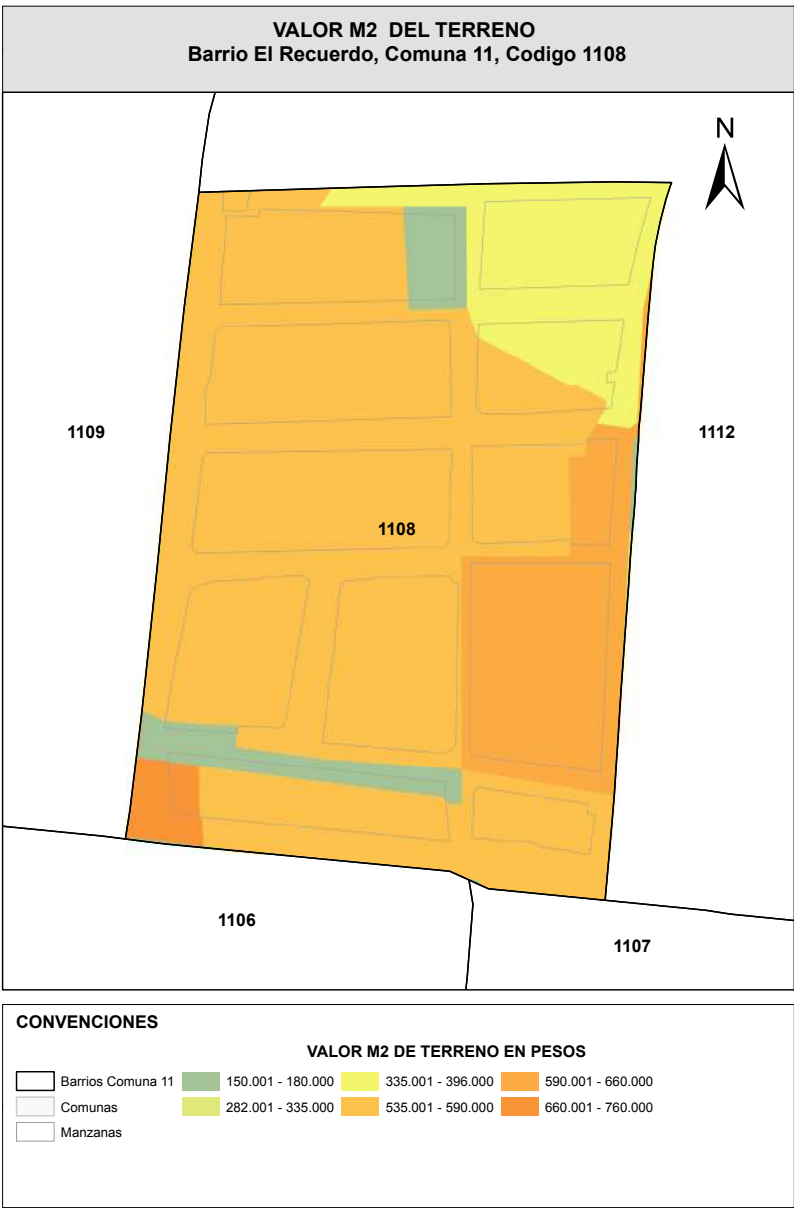 VALOR M2 DEL TERRENO
Barrio El Recuerdo, Comuna 11, Codigo 1108
N
1109
1112
1108
1106
1107
CONVENCIONES
VALOR M2 DE TERRENO EN PESOS
Barrios Comuna 11
150.001 - 180.000
335.001 - 396.000
590.001 - 660.000
Comunas
282.001 - 335.000
535.001 - 590.000
660.001 - 760.000
Manzanas